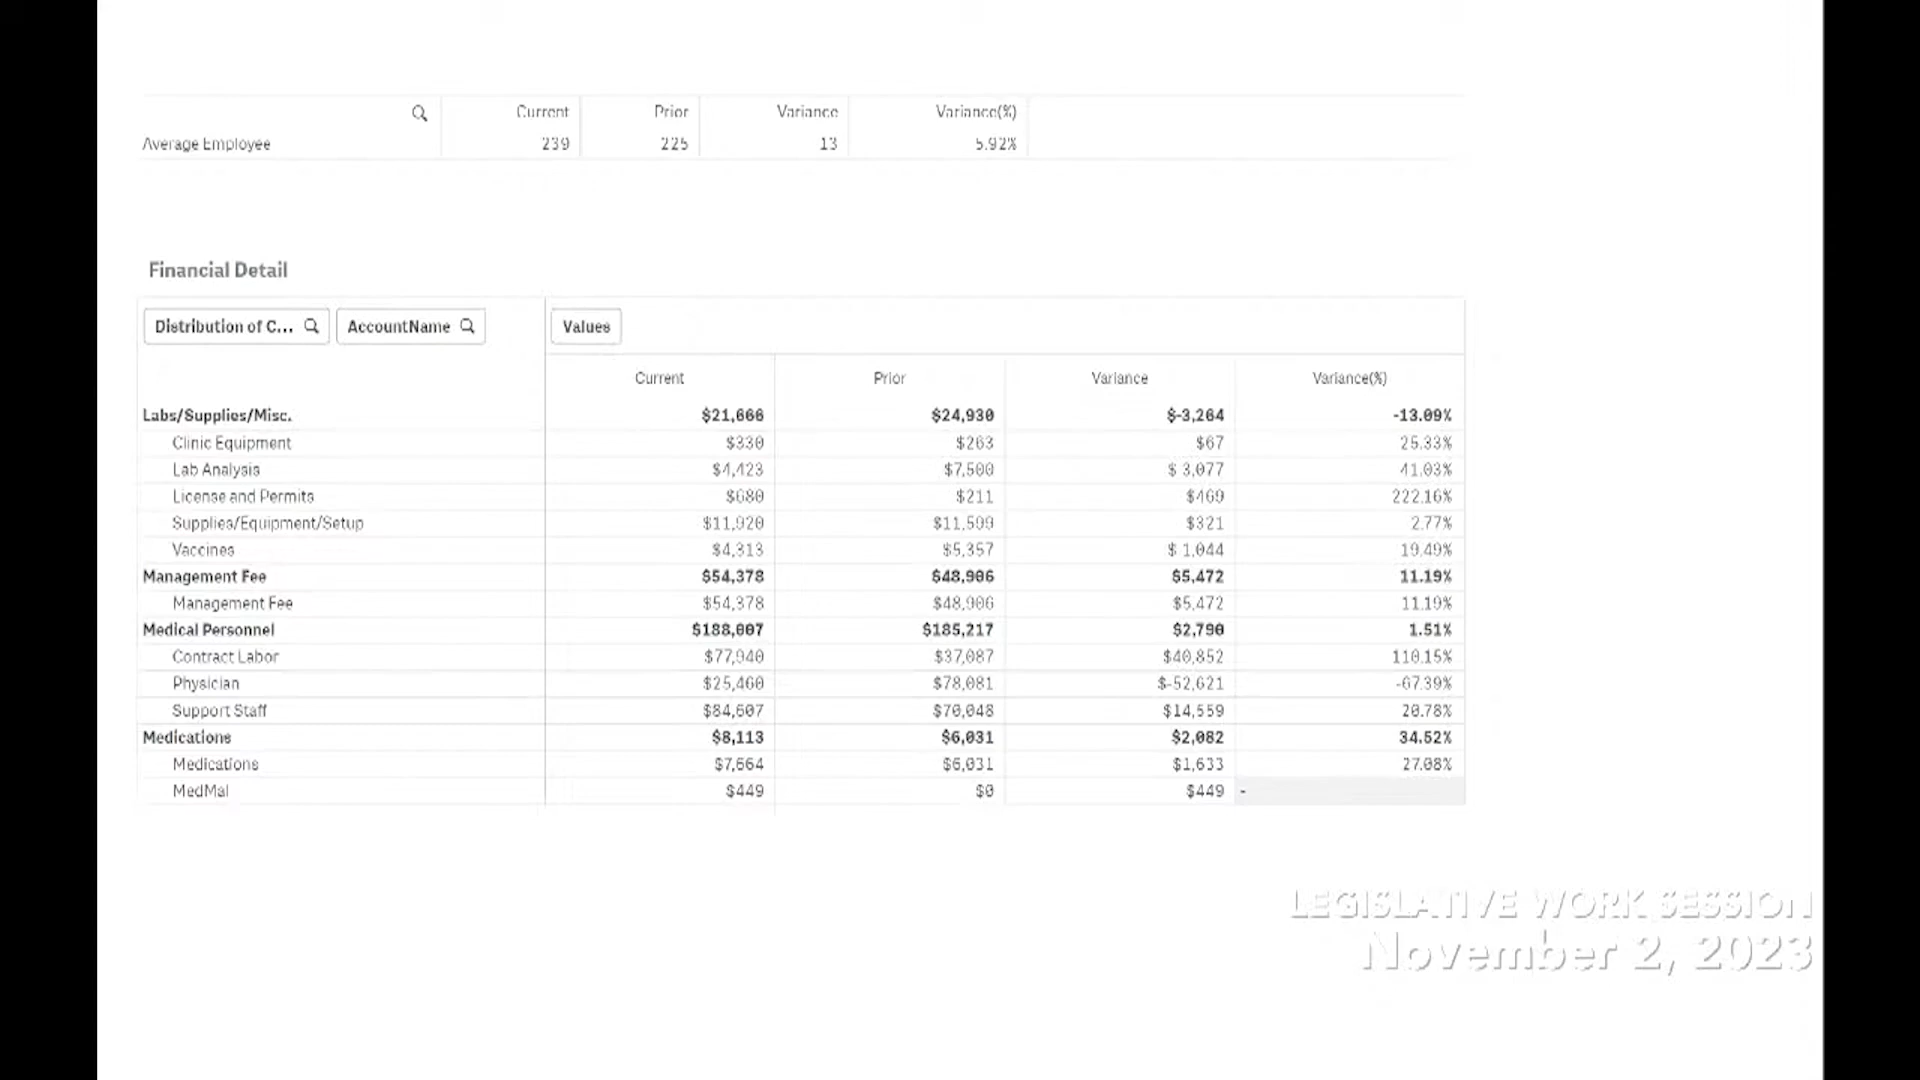 Current Prior Variance Variance(%)
Average Employee 239 225 13 5.92%
Financial Detail
Distribution of C... AccountName Values
Current Prior Variance Variance(%)
Labs/Supplies/Misc. $21,666 $24,930 $-3,264 -13.09%
Clinic Equipment $330 $263 $67 25.33%
Lab Analysis $4,423 $7,500 $ 3,077 41.03%
License and Permits $680 $211 $469 222.16%
Supplies/Equipment/Setup $11,920 $11,599 $321 2.77%
Vaccines $4,313 $5,357 $ 1,044 19.49%
Management Fee $54,378 $48,906 $5,472 11.19%
Management Fee $54,378 $48,906 $5,472 11.19%
Medical Personnel $188,007 $185,217 $2,790 1.51%
Contract Labor $77,940 $37,087 $40,852 110.15%
Physician $25,460 $78,081 $-52,621 -67.39%
Support Staff $84,607 $70,048 $14,559 20.78%
Medications $8,113 $6,031 $2,082 34.52%
Medications $7,664 $6,031 $1,633 27.08%
MedMal $449 $0 $449 -
LEGISLATIVE WORK SESSION
November 2, 2023